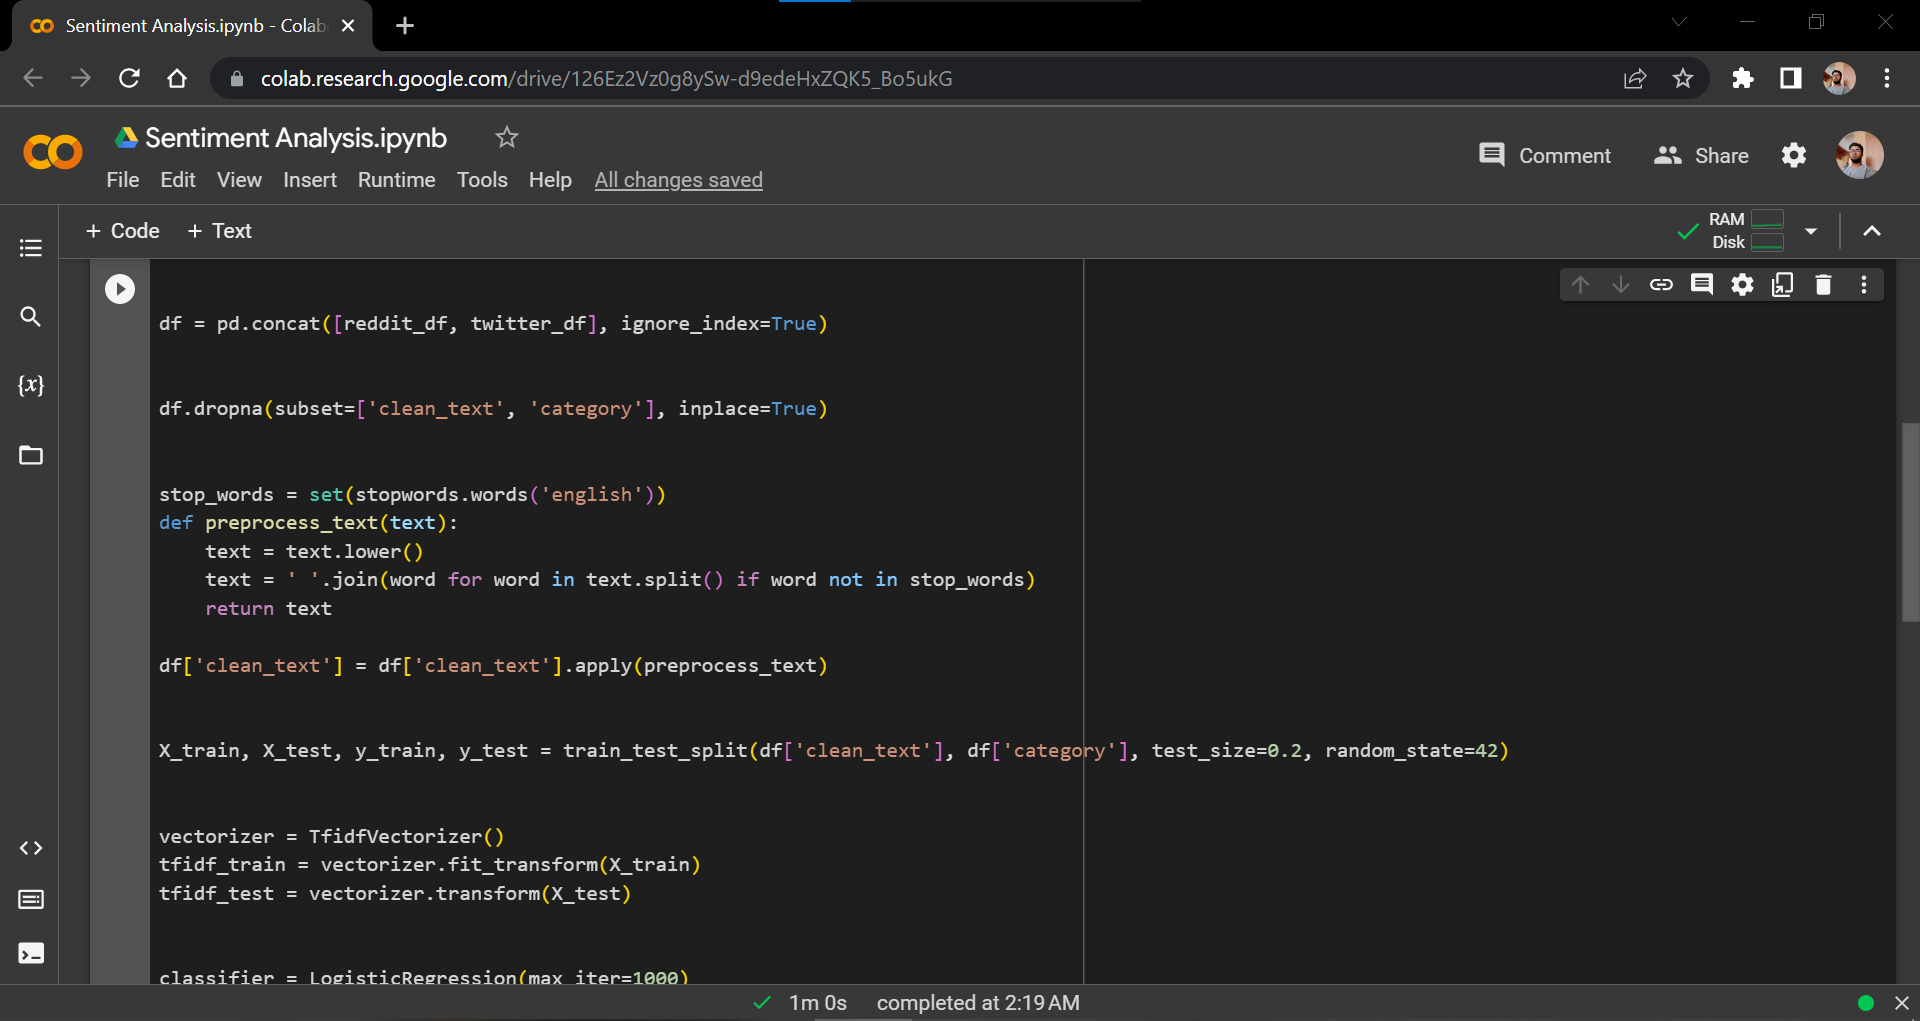 Sentiment Analysis.ipynb - Colab
colab.research.google.com/drive/126Ez2Vz0g8ySw-d9edeHxZQK5_Bo5ukG
Sentiment Analysis.ipynb
Comment Share
File Edit View Insert Runtime Tools Help All changes saved
+ Code + Text
RAM
Disk
df = pd.concat([reddit_df, twitter_df], ignore_index=True)
df.dropna(subset=['clean_text', 'category'], inplace=True)
stop_words = set(stopwords.words('english'))
def preprocess_text(text):
    text = text.lower()
    text = ' '.join(word for word in text.split() if word not in stop_words)
    return text
df['clean_text'] = df['clean_text'].apply(preprocess_text)
X_train, X_test, y_train, y_test = train_test_split(df['clean_text'], df['category'], test_size=0.2, random_state=42)
vectorizer = TfidfVectorizer()
tfidf_train = vectorizer.fit_transform(X_train)
tfidf_test = vectorizer.transform(X_test)
classifier = LogisticRegression(max_iter=1000)
1m 0s completed at 2:19 AM